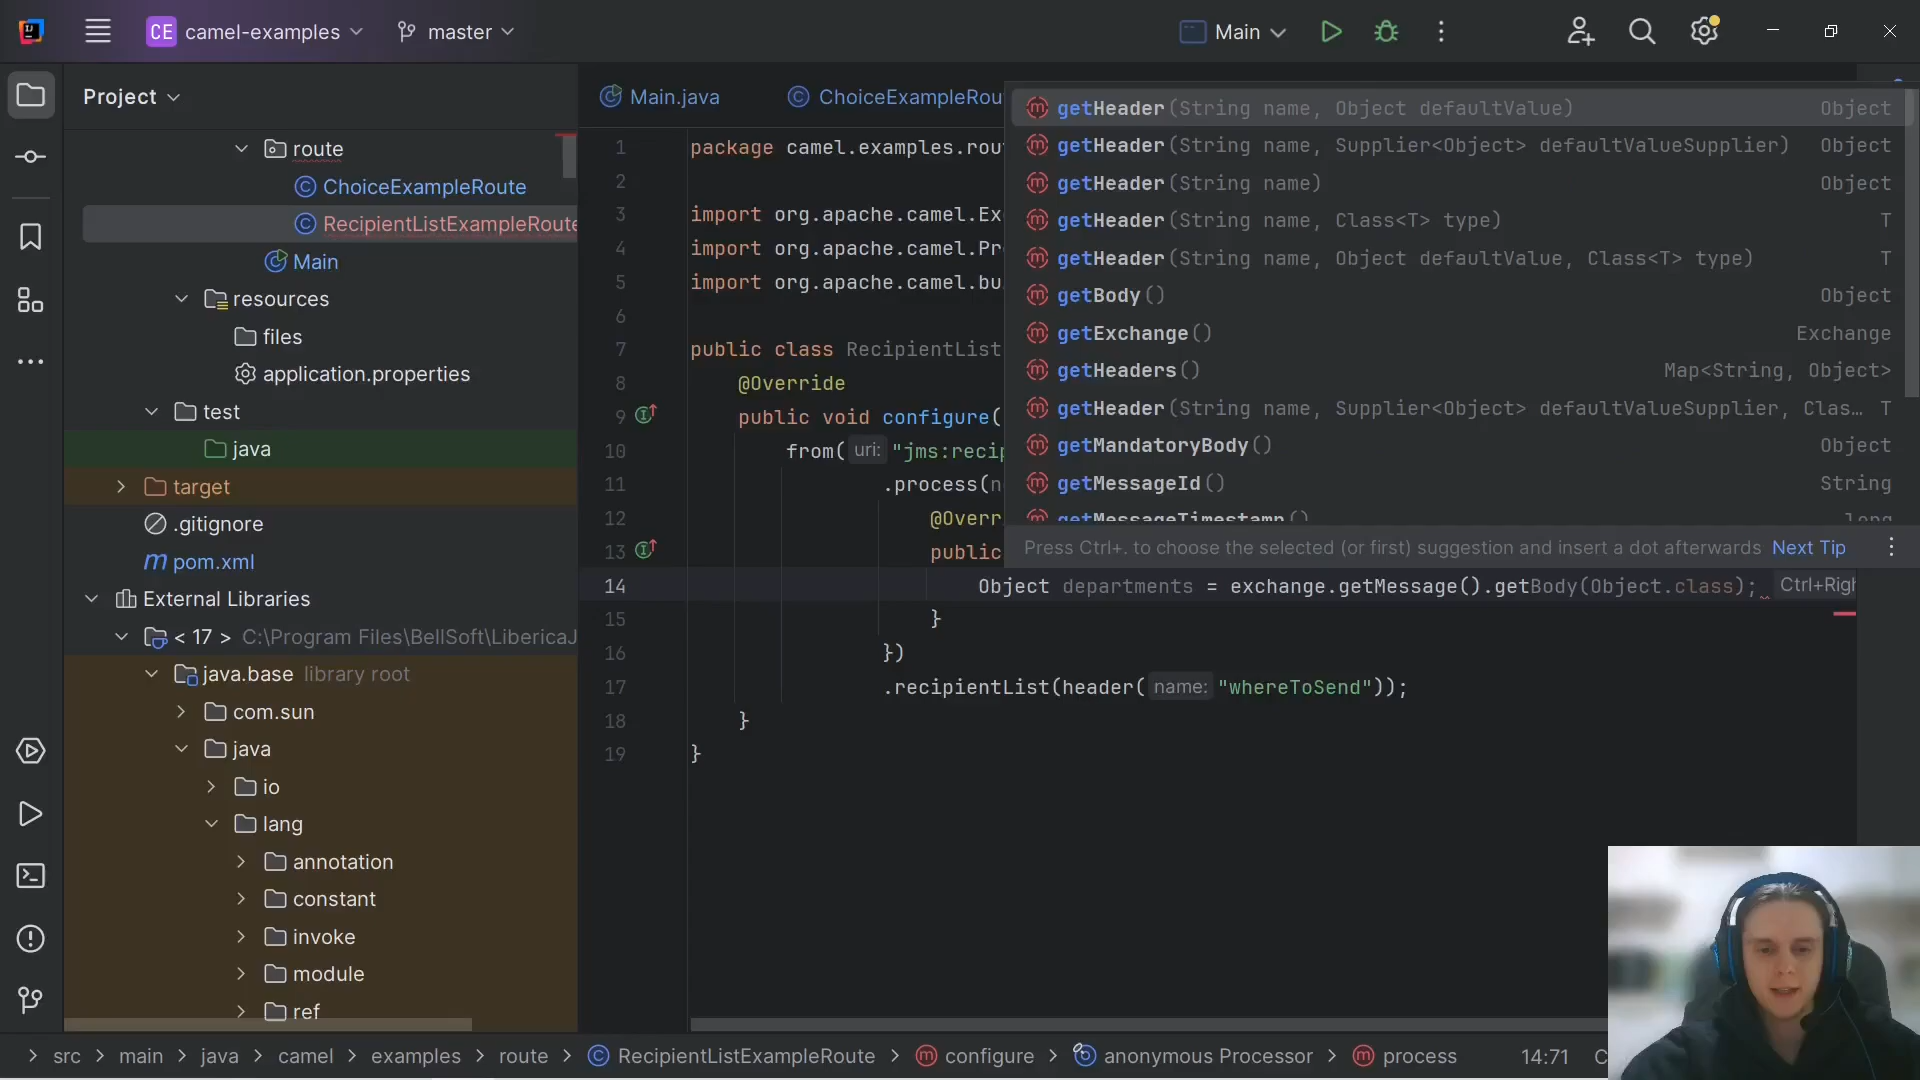 CE camel-examples master Main
Project
Main.java ChoiceExampleRou
route
ChoiceExampleRoute
RecipientListExampleRoute
Main
resources
files
application.properties
test
java
target
.gitignore
pom.xml
External Libraries
< 17 > C:\Program Files\BellSoft\LibericaJ
java.base library root
com.sun
java
io
lang
annotation
constant
invoke
module
ref
1 package camel.examples.rou
2
3 import org.apache.camel.Ex
4 import org.apache.camel.Pr
5 import org.apache.camel.bu
6
7 public class RecipientList
8 @Override
9 public void configure(
10 from( uri: "jms:recip
11 .process(n
12 @Overr
13 public
14 Object departments = exchange.getMessage().getBody(Object.class); Ctrl+Righ
15 }
16 })
17 .recipientList(header( name: "whereToSend"));
18 }
19 }
getHeader(String name, Object defaultValue) Object
getHeader(String name, Supplier<Object> defaultValueSupplier) Object
getHeader(String name) Object
getHeader(String name, Class<T> type) T
getHeader(String name, Object defaultValue, Class<T> type) T
getBody() Object
getExchange() Exchange
getHeaders() Map<String, Object>
getHeader(String name, Supplier<Object> defaultValueSupplier, Clas… T
getMandatoryBody() Object
getMessageId() String
getMessageTimestamp() long
Press Ctrl+. to choose the selected (or first) suggestion and insert a dot afterwards Next Tip
src main java camel examples route RecipientListExampleRoute configure anonymous Processor process 14:71 C